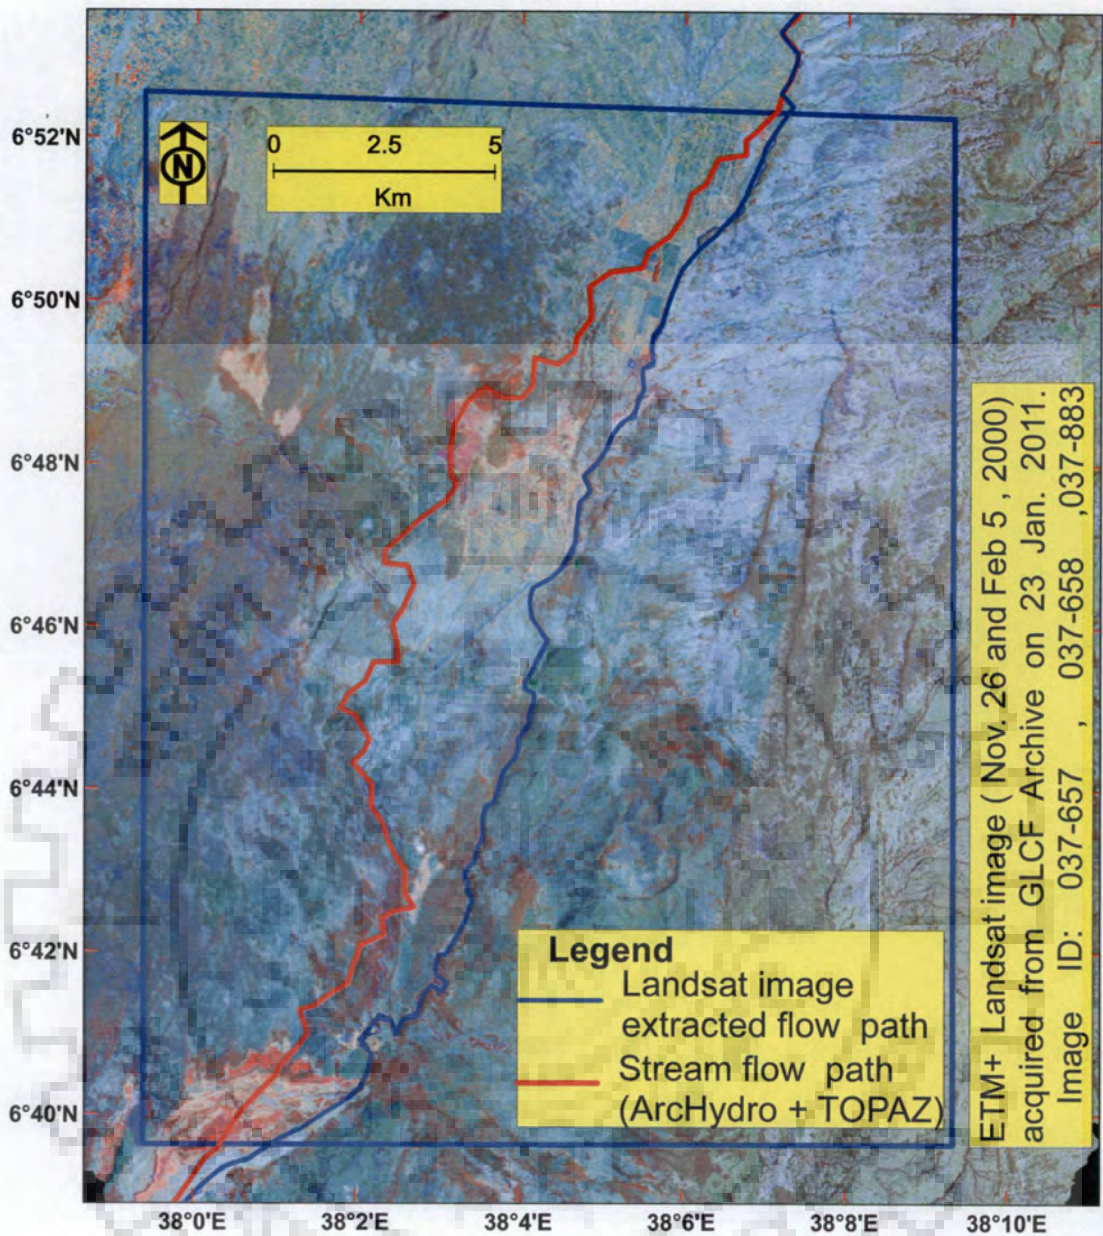 N
0 2.5 5
Km
6°52'N
6°50'N
6°48'N
6°46'N
6°44'N
6°42'N
6°40'N
Legend
Landsat image
extracted flow path
Stream flow path
(ArcHydro + TOPAZ)
ETM+ Landsat image ( Nov. 26 and Feb 5 , 2000)
acquired from GLCF Archive on 23 Jan. 2011.
Image ID: 037-657 , 037-658 ,037-883
38°0'E 38°2'E 38°4'E 38°6'E 38°8'E 38°10'E